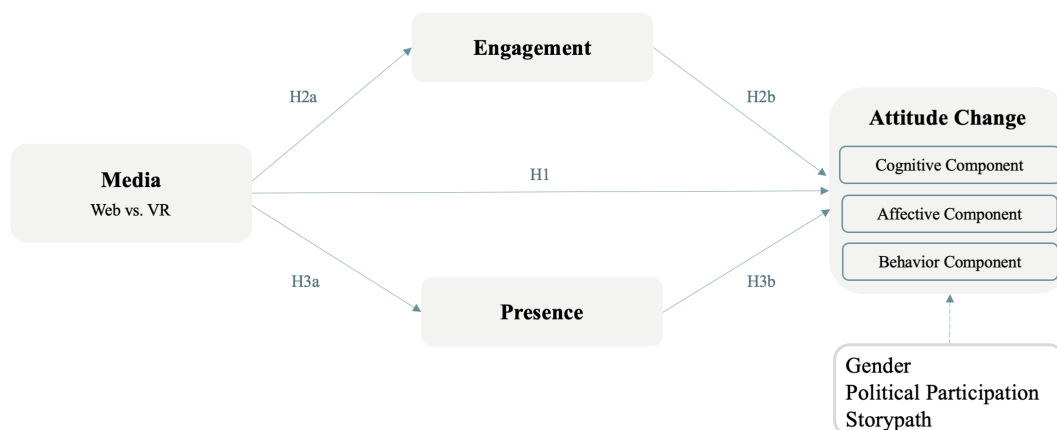 Engagement
H2a
H2b
Attitude Change
Cognitive Component
Media
Web vs. VR
H1
Affective Component
Behavior Component
H3a
H3b
Presence
Gender
Political Participation
Storypath